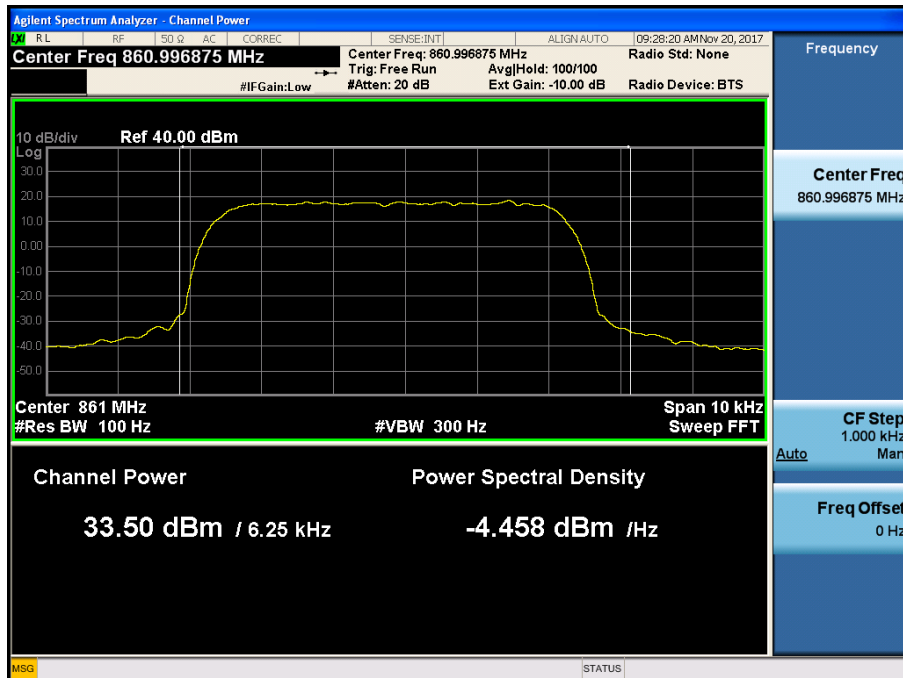 Agilent Spectrum Analyzer - Channel Power
LXI RL RF 50 Ω AC CORREC SENSE:INT ALIGN AUTO 09:28:20 AM Nov 20, 2017
Center Freq 860.996875 MHz
Center Freq: 860.996875 MHz Radio Std: None
Trig: Free Run Avg|Hold: 100/100
#IFGain:Low #Atten: 20 dB Ext Gain: -10.00 dB Radio Device: BTS
10 dB/div Ref 40.00 dBm
Log
30.0
20.0
10.0
0.00
-10.0
-20.0
-30.0
-40.0
-50.0
Center 861 MHz Span 10 kHz
#Res BW 100 Hz #VBW 300 Hz Sweep FFT
Channel Power Power Spectral Density
33.50 dBm / 6.25 kHz -4.458 dBm /Hz
Frequency
Center Freq
860.996875 MHz
CF Step
1.000 kHz
Auto Man
Freq Offset
0 Hz
MSG STATUS